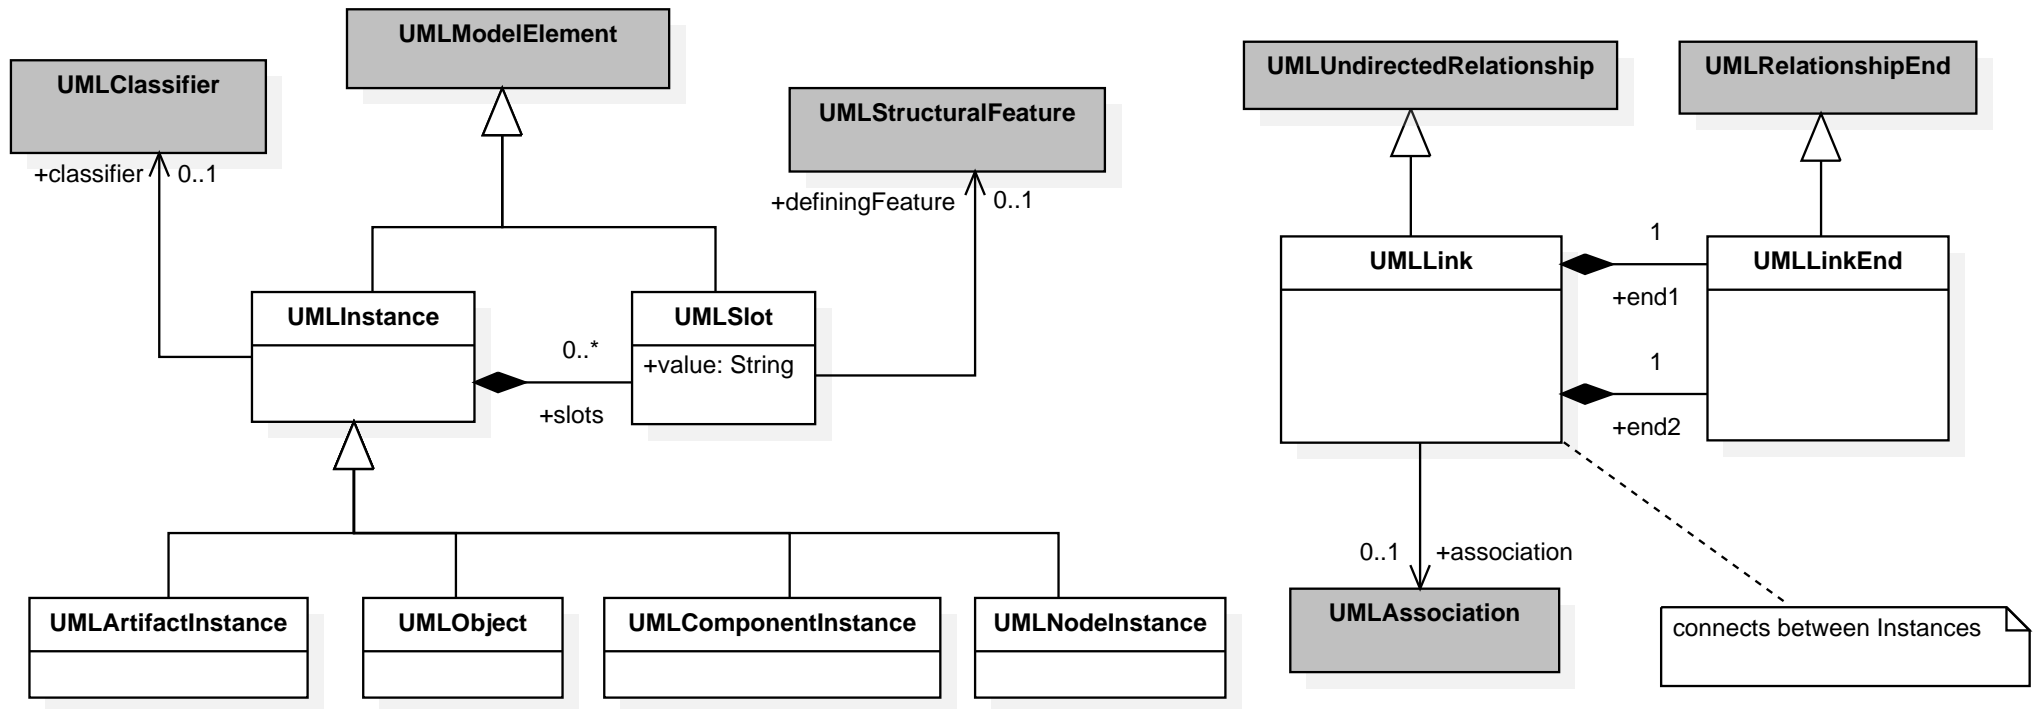 UMLModelElement
UMLClassifier
UMLStructuralFeature
UMLUndirectedRelationship
UMLRelationshipEnd
+classifier
0..1
+definingFeature
0..1
UMLInstance
UMLSlot
+value: String
0..*
+slots
UMLLink
UMLLinkEnd
1
+end1
1
+end2
0..1
+association
UMLArtifactInstance
UMLObject
UMLComponentInstance
UMLNodeInstance
UMLAssociation
connects between Instances